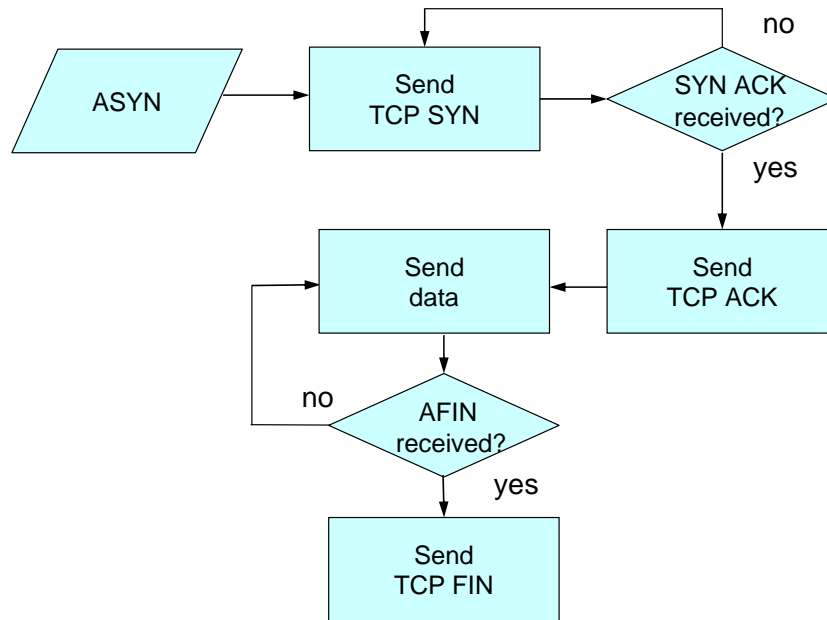 no
ASYN
Send
TCP SYN
SYN ACK
received?
yes
Send
data
Send
TCP ACK
no
AFIN
received?
yes
Send
TCP FIN